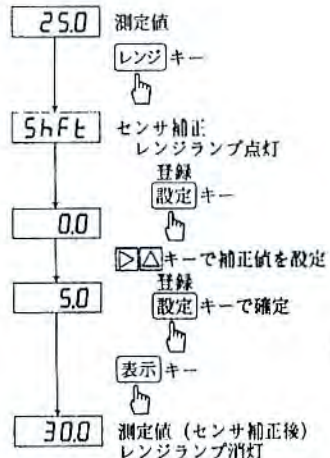 25.0 測定値
レンジ キー
ShFt センサ補正
レンジランプ点灯
登録
設定 キー
0.0
▷△キーで補正値を設定
登録
5.0 設定 キーで確定
表示 キー
30.0 測定値（センサ補正後）
レンジランプ消灯